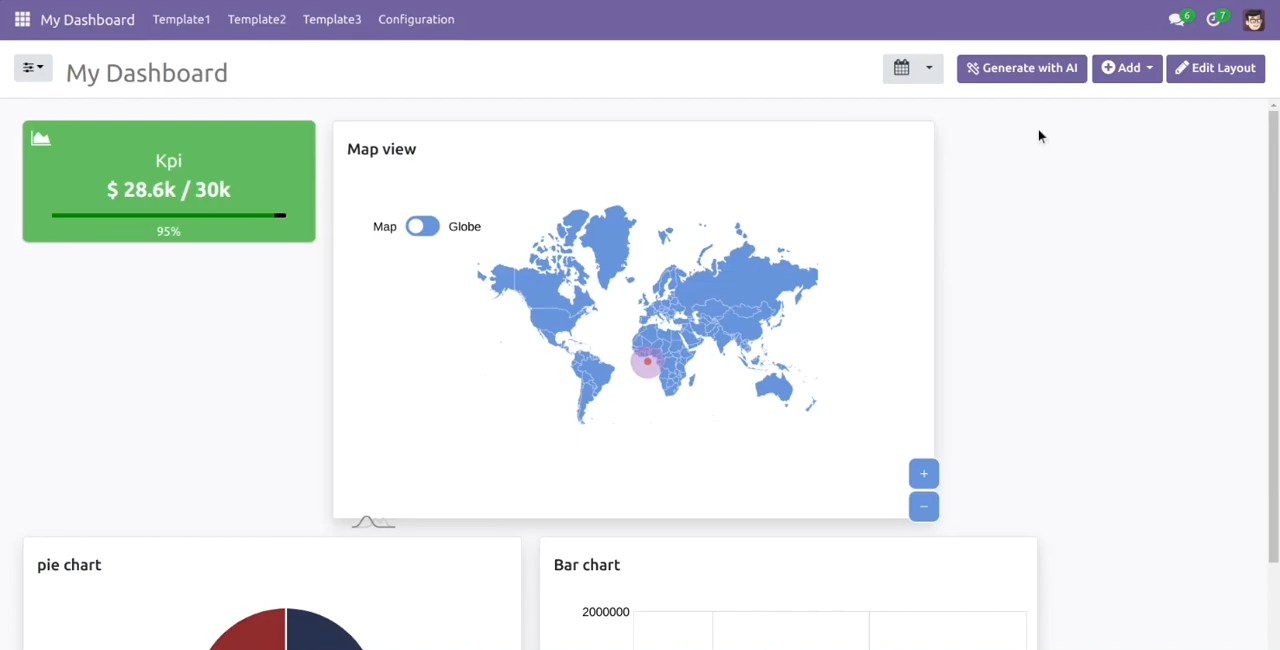 My Dashboard Template1 Template2 Template3 Configuration 6 7
My Dashboard Generate with AI Add Edit Layout
Kpi
$ 28.6k / 30k
95%
Map view
Map Globe
+
−
pie chart
Bar chart
2000000